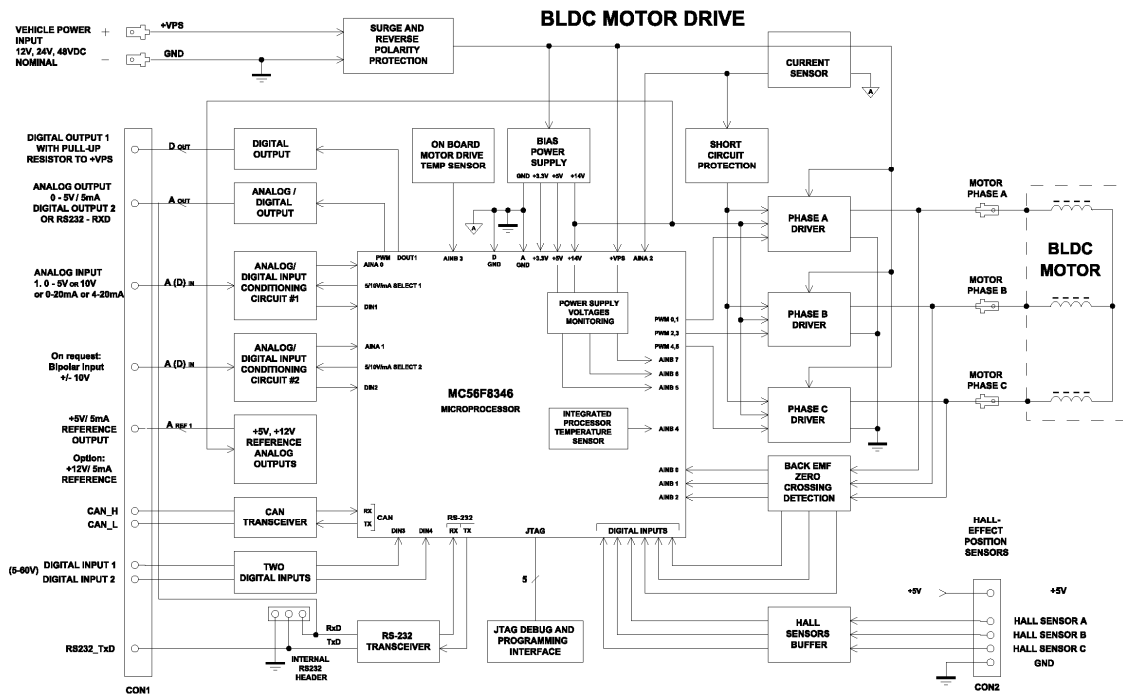 BLDC MOTOR DRIVE
VEHICLE POWER
INPUT
12V, 24V, 48VDC
NOMINAL
+
−
+VPS
GND
SURGE AND
REVERSE
POLARITY
PROTECTION
CURRENT
SENSOR
A
DIGITAL OUTPUT 1
WITH PULL-UP
RESISTOR TO +VPS
D OUT
DIGITAL
OUTPUT
ON BOARD
MOTOR DRIVE
TEMP SENSOR
BIAS
POWER
SUPPLY
GND +3.3V +5V +14V
SHORT
CIRCUIT
PROTECTION
ANALOG OUTPUT
0 - 5V/ 5mA
DIGITAL OUTPUT 2
OR RS232 - RXD
A OUT
ANALOG /
DIGITAL
OUTPUT
A
PHASE A
DRIVER
MOTOR
PHASE A
BLDC
MOTOR
PWM
DOUT1
AINA 0
AINB 3
D
GND
A
GND
+3.3V
+5V
+14V
+VPS
AINA 2
ANALOG INPUT
1. 0 - 5V or 10V
or 0-20mA or 4-20mA
A (D) IN
ANALOG/
DIGITAL INPUT
CONDITIONING
CIRCUIT #1
5/10V/mA SELECT 1
DIN1
POWER SUPPLY
VOLTAGES
MONITORING
PWM 0,1
PWM 2,3
PWM 4,5
PHASE B
DRIVER
MOTOR
PHASE B
On request:
Bipolar Input
+/- 10V
A (D) IN
ANALOG/
DIGITAL INPUT
CONDITIONING
CIRCUIT #2
AINA 1
5/10V/mA SELECT 2
DIN2
AINB 7
AINB 6
AINB 5
MC56F8346
MICROPROCESSOR
INTEGRATED
PROCESSOR
TEMPERATURE
SENSOR
AINB 4
PHASE C
DRIVER
MOTOR
PHASE C
+5V/ 5mA
REFERENCE
OUTPUT
Option:
+12V/ 5mA
REFERENCE
A REF 1
+5V, +12V
REFERENCE
ANALOG
OUTPUTS
AINB 0
AINB 1
AINB 2
BACK EMF
ZERO
CROSSING
DETECTION
CAN_H
CAN_L
CAN
TRANSCEIVER
RX
TX
CAN
DIN3
DIN4
RS-232
RX TX
JTAG
DIGITAL INPUTS
HALL-
EFFECT
POSITION
SENSORS
(5-60V)
DIGITAL INPUT 1
DIGITAL INPUT 2
TWO
DIGITAL INPUTS
5
+5V
+5V
RxD
TxD
RS-232
TRANSCEIVER
JTAG DEBUG AND
PROGRAMMING
INTERFACE
HALL
SENSORS
BUFFER
HALL SENSOR A
HALL SENSOR B
HALL SENSOR C
GND
RS232_TxD
INTERNAL
RS232
HEADER
CON1
CON2